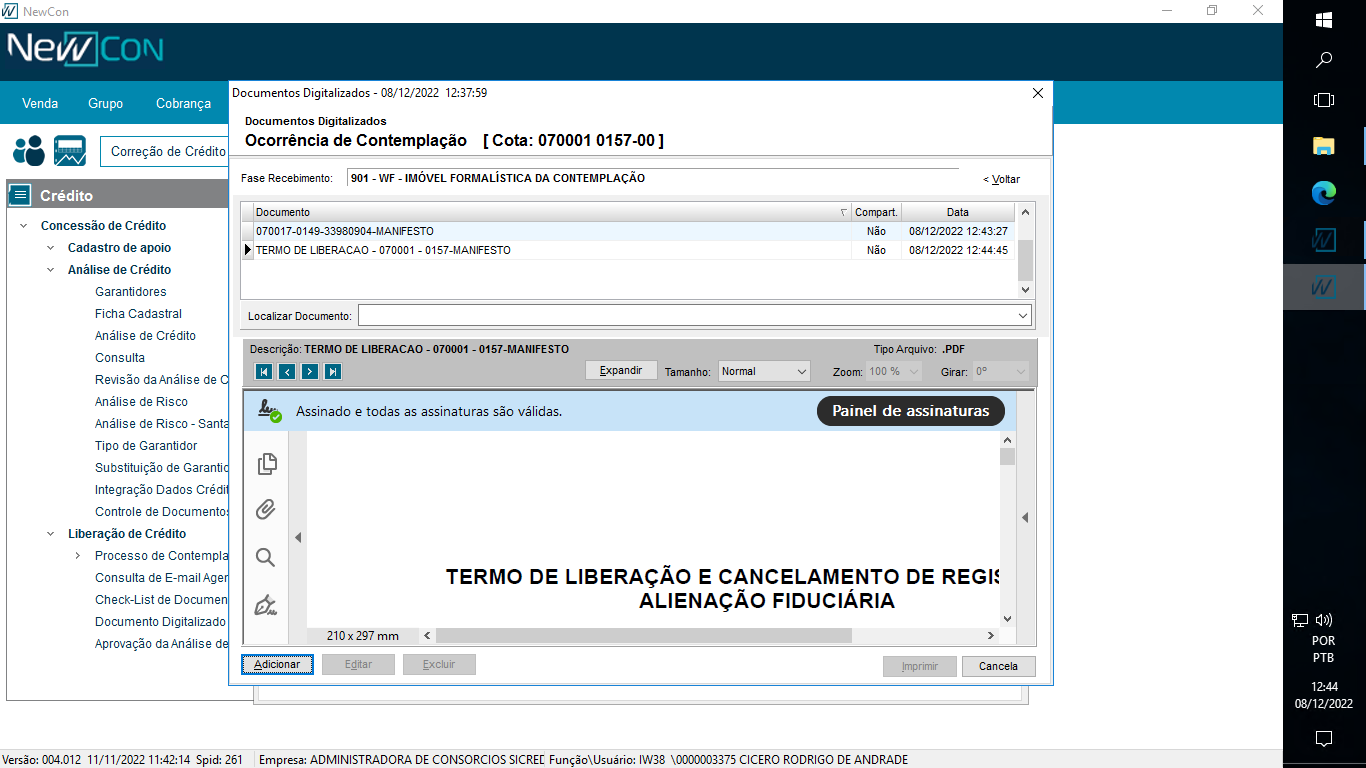 NewCon
NewCon
Venda Grupo Cobrança
Correção de Crédito
Crédito
Concessão de Crédito
Cadastro de apoio
Análise de Crédito
Garantidores
Ficha Cadastral
Análise de Crédito
Consulta
Revisão da Análise de C
Análise de Risco
Análise de Risco - Santa
Tipo de Garantidor
Substituição de Garantic
Integração Dados Crédit
Controle de Documentos
Liberação de Crédito
Processo de Contempla
Consulta de E-mail Ager
Check-List de Documen
Documento Digitalizado
Aprovação da Análise de
Documentos Digitalizados - 08/12/2022 12:37:59
Documentos Digitalizados
Ocorrência de Contemplação [ Cota: 070001 0157-00 ]
Fase Recebimento: 901 - WF - IMÓVEL FORMALÍSTICA DA CONTEMPLAÇÃO < Voltar
Documento Compart. Data
070017-0149-33980904-MANIFESTO Não 08/12/2022 12:43:27
TERMO DE LIBERACAO - 070001 - 0157-MANIFESTO Não 08/12/2022 12:44:45
Localizar Documento:
Descrição: TERMO DE LIBERACAO - 070001 - 0157-MANIFESTO Tipo Arquivo: .PDF
Expandir Tamanho: Normal Zoom: 100 % Girar: 0º
Assinado e todas as assinaturas são válidas. Painel de assinaturas
TERMO DE LIBERAÇÃO E CANCELAMENTO DE REGIS
ALIENAÇÃO FIDUCIÁRIA
210 x 297 mm
Adicionar Editar Excluir Imprimir Cancela
POR
PTB
12:44
08/12/2022
Versão: 004.012 11/11/2022 11:42:14 Spid: 261 Empresa: ADMINISTRADORA DE CONSORCIOS SICRED Função\Usuário: IW38 \0000003375 CICERO RODRIGO DE ANDRADE